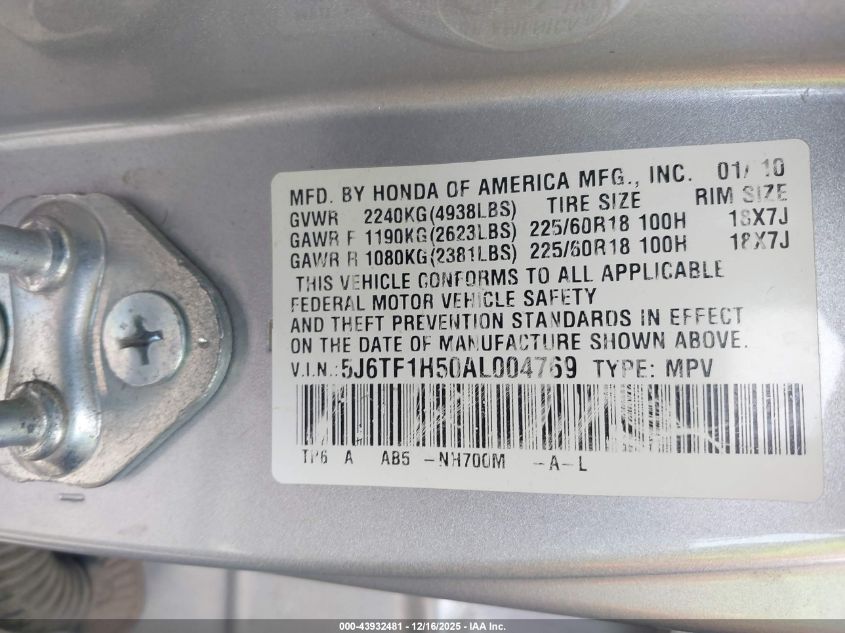 MFD. BY HONDA OF AMERICA MFG., INC. 01/10
GVWR 2240KG(4938LBS) TIRE SIZE RIM SIZE
GAWR F 1190KG(2623LBS) 225/60R18 100H 18X7J
GAWR R 1080KG(2381LBS) 225/60R18 100H 18X7J
THIS VEHICLE CONFORMS TO ALL APPLICABLE
FEDERAL MOTOR VEHICLE SAFETY
AND THEFT PREVENTION STANDARDS IN EFFECT
ON THE DATE OF MANUFACTURE SHOWN ABOVE.
V.I.N.: 5J6TF1H50AL004769 TYPE: MPV
TP6 A AB5 -NH700M -A-L
000-43932481 - 12/16/2025 - IAA Inc.